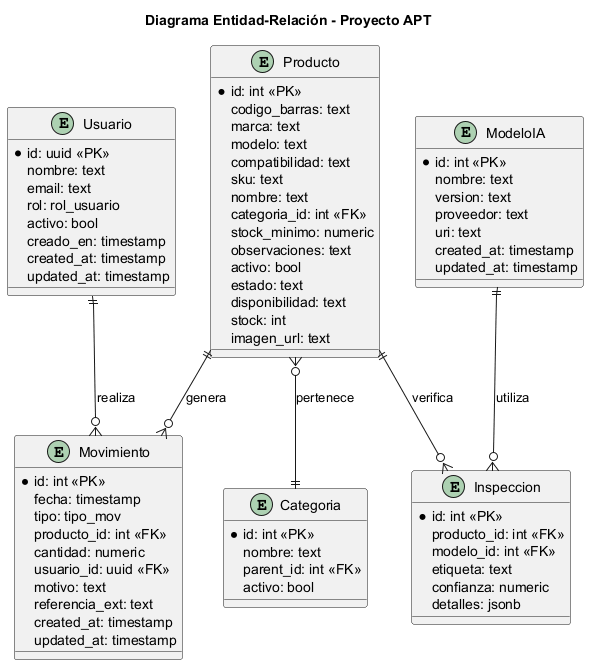 Diagrama Entidad-Relación - Proyecto APT
E Usuario
id: uuid «PK»
nombre: text
email: text
rol: rol_usuario
activo: bool
creado_en: timestamp
created_at: timestamp
updated_at: timestamp
E Producto
id: int «PK»
codigo_barras: text
marca: text
modelo: text
compatibilidad: text
sku: text
nombre: text
categoria_id: int «FK»
stock_minimo: numeric
observaciones: text
activo: bool
estado: text
disponibilidad: text
stock: int
imagen_url: text
E ModeloIA
id: int «PK»
nombre: text
version: text
proveedor: text
uri: text
created_at: timestamp
updated_at: timestamp
realiza
genera
pertenece
verifica
utiliza
E Movimiento
id: int «PK»
fecha: timestamp
tipo: tipo_mov
producto_id: int «FK»
cantidad: numeric
usuario_id: uuid «FK»
motivo: text
referencia_ext: text
created_at: timestamp
updated_at: timestamp
E Categoria
id: int «PK»
nombre: text
parent_id: int «FK»
activo: bool
E Inspeccion
id: int «PK»
producto_id: int «FK»
modelo_id: int «FK»
etiqueta: text
confianza: numeric
detalles: jsonb